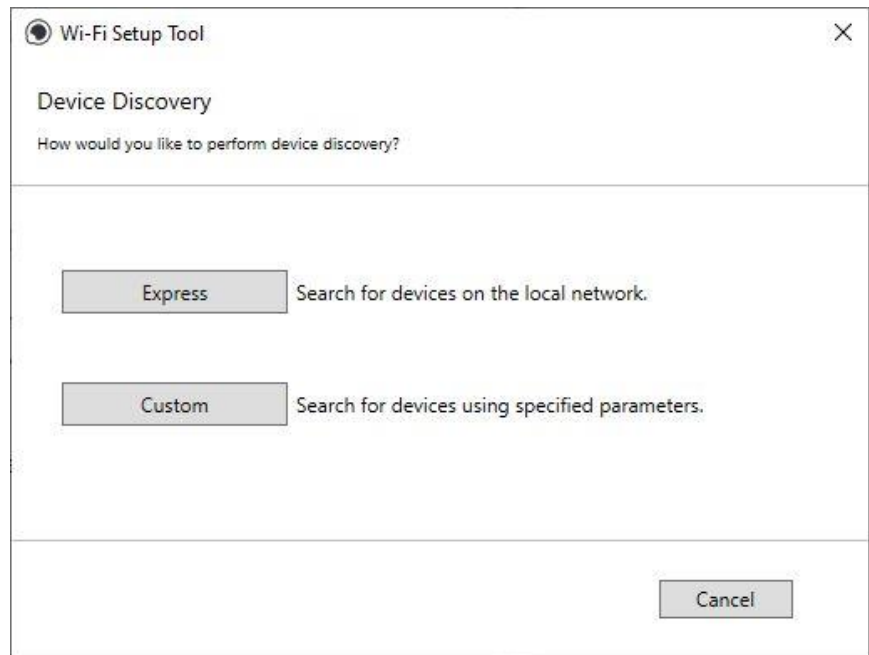 Wi-Fi Setup Tool
Device Discovery
How would you like to perform device discovery?
Express Search for devices on the local network.
Custom Search for devices using specified parameters.
Cancel